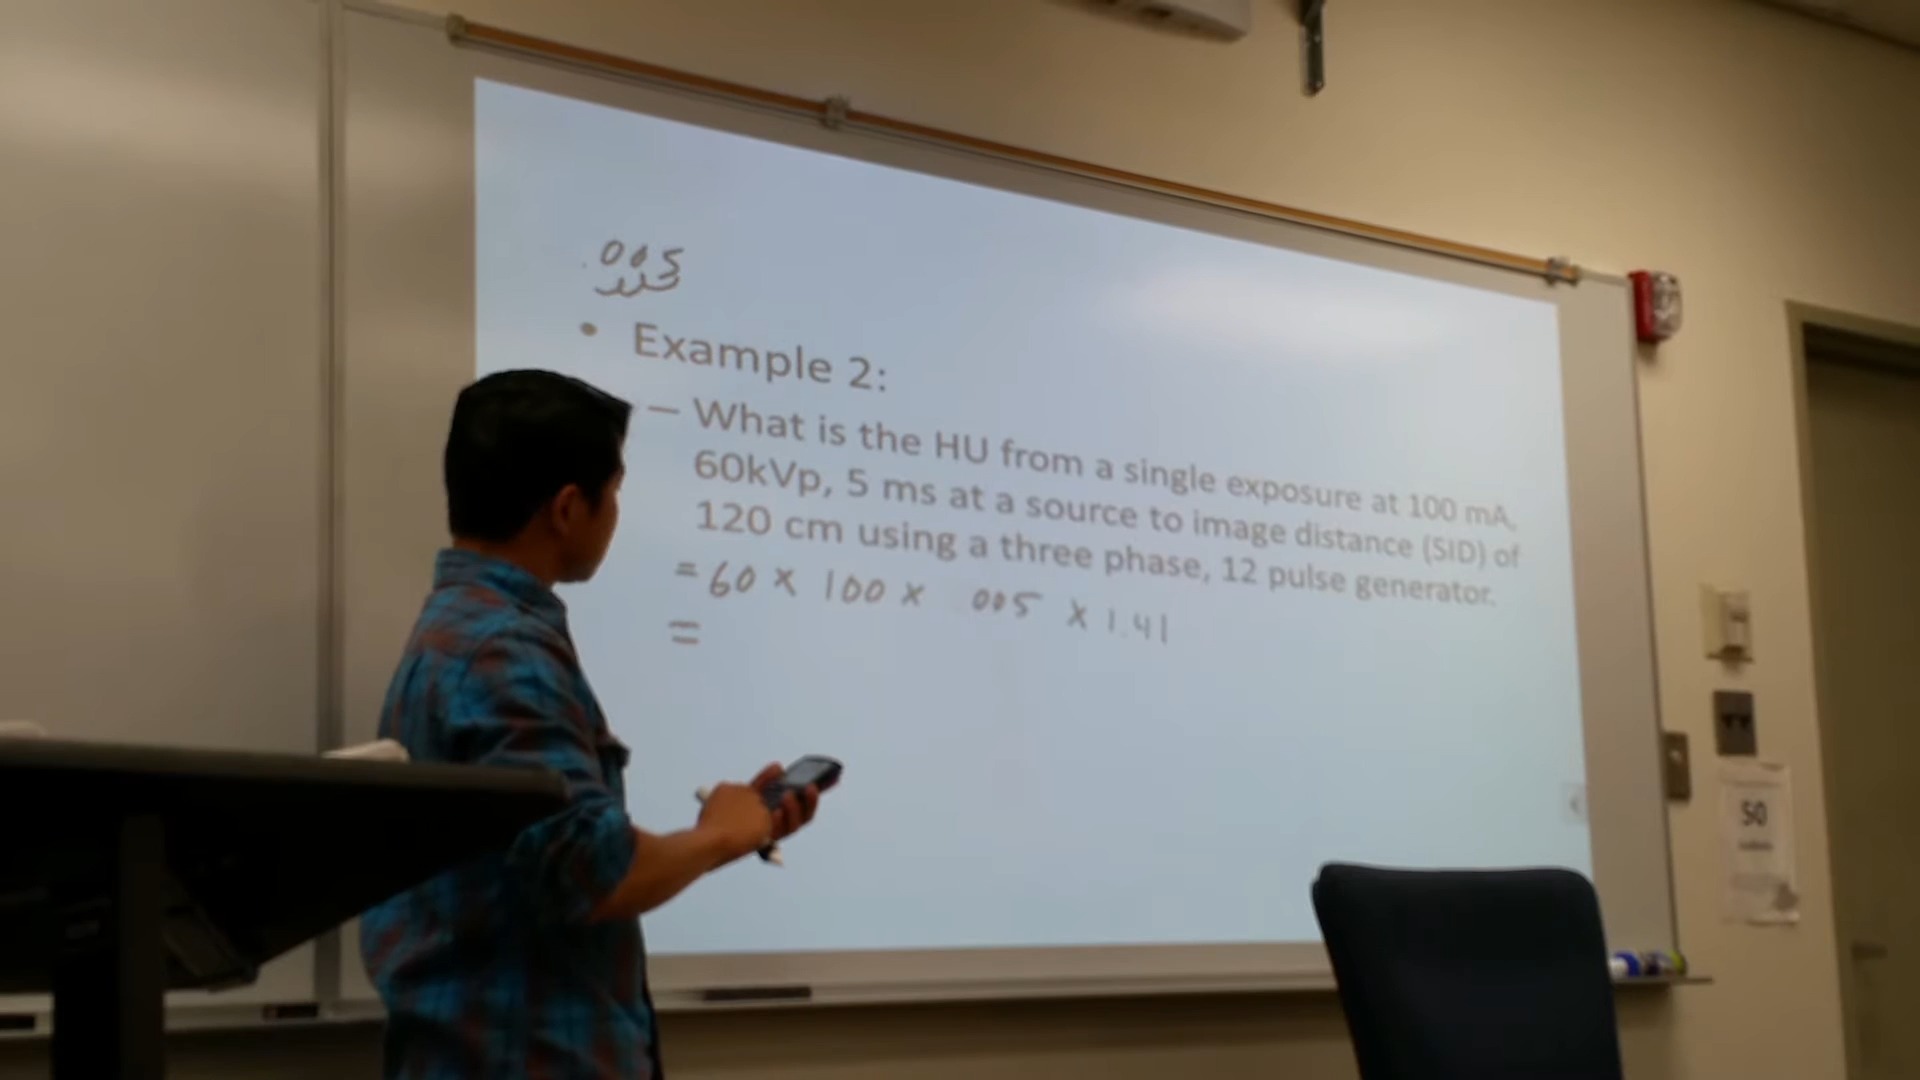 .005
• Example 2:
– What is the HU from a single exposure at 100 mA,
60kVp, 5 ms at a source to image distance (SID) of
120 cm using a three phase, 12 pulse generator.
= 60 x 100 x 005 x 1.41
=
50